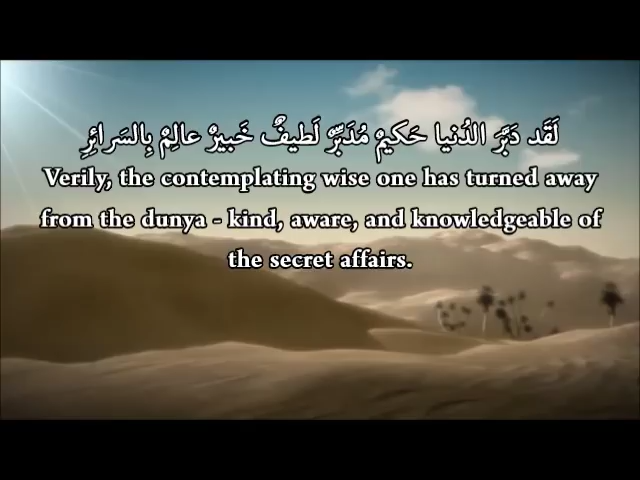 لَقَد دَبَّرَ الدُنيا حَكيمٌ مُدَبِّرٌ لَطيفٌ خَبيرٌ عالِمٌ بِالسَرائِرِ
Verily, the contemplating wise one has turned away
from the dunya - kind, aware, and knowledgeable of
the secret affairs.